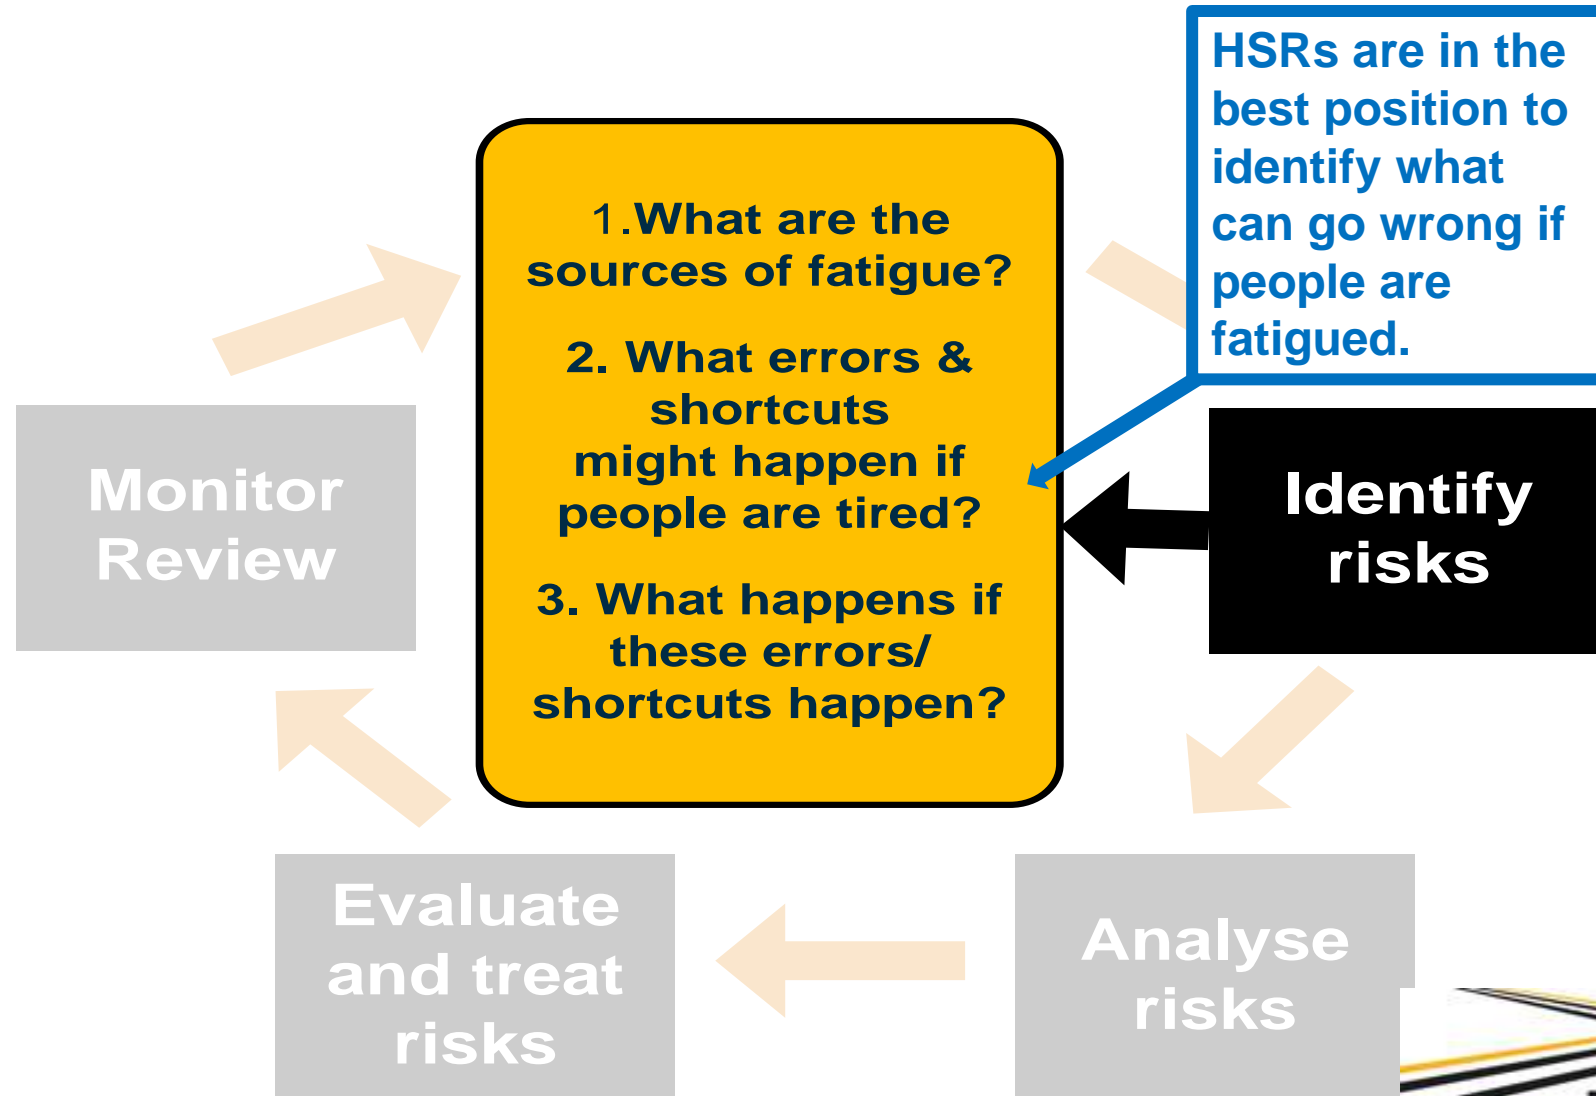 HSRs are in the
best position to
identify what
can go wrong if
people are
fatigued.
1.What are the
sources of fatigue?
2. What errors &
shortcuts
might happen if
people are tired?
3. What happens if
these errors/
shortcuts happen?
Monitor
Review
Identify
risks
Evaluate
and treat
risks
Analyse
risks